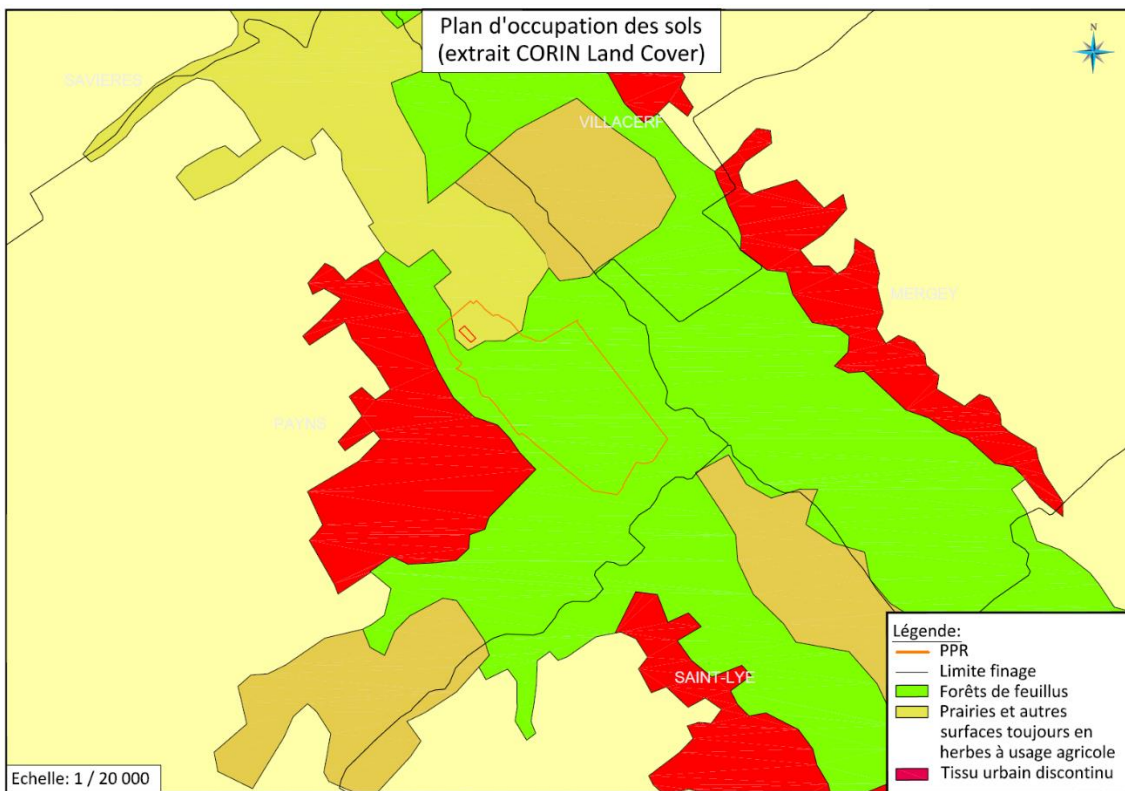 Plan d'occupation des sols
(extrait CORIN Land Cover)
N
SAVIERES
VILLACERF
MERGEY
PAYNS
SAINT-LYE
Légende:
PPR
Limite finage
Forêts de feuillus
Prairies et autres
surfaces toujours en
herbes à usage agricole
Tissu urbain discontinu
Echelle: 1 / 20 000